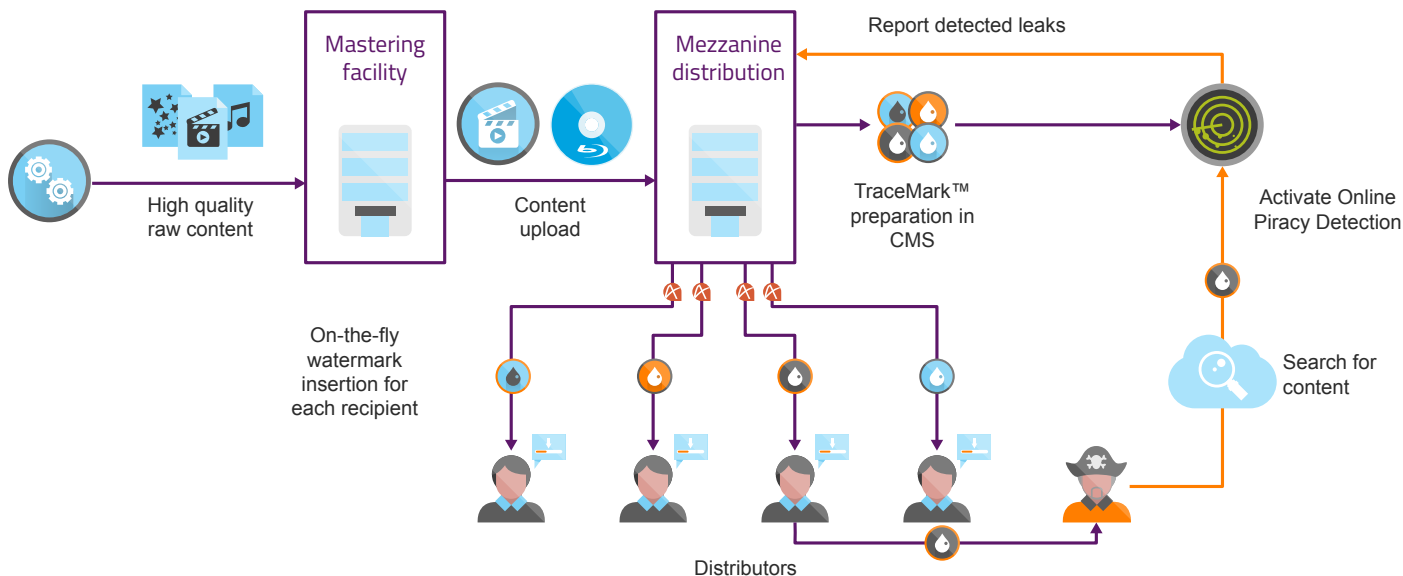 Report detected leaks
Mastering
facility
Mezzanine
distribution
High quality
raw content
Content
upload
TraceMark™
preparation in
CMS
Activate Online
Piracy Detection
On-the-fly
watermark
insertion for
each recipient
Search for
content
Distributors